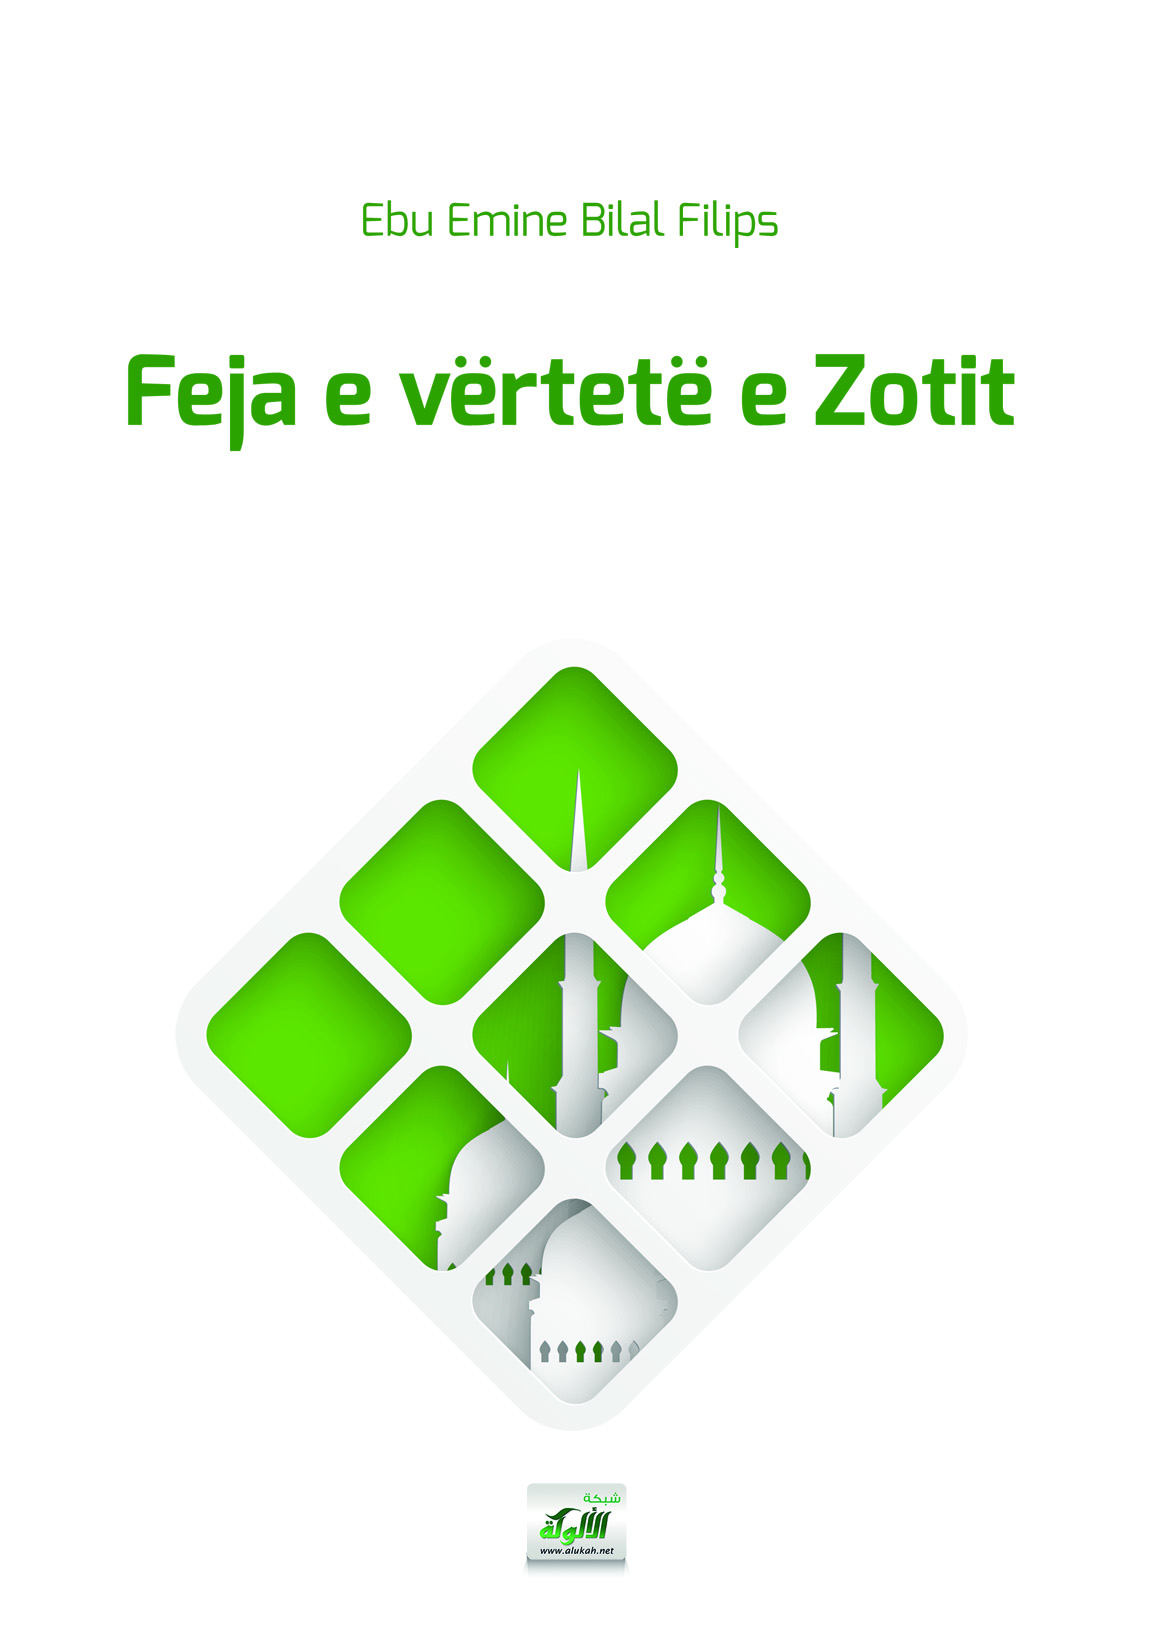 Ebu Emine Bilal Filips
Feja e vërtetë e Zotit
شبكة
الألوكة
www.alukah.net